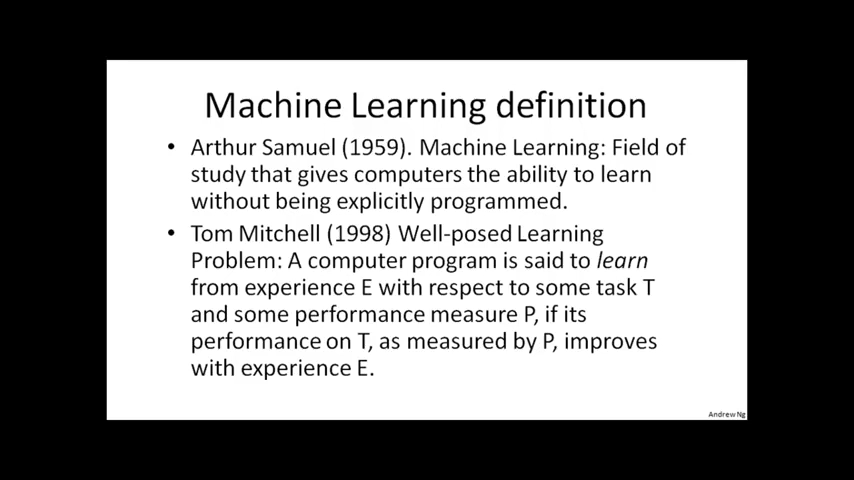 Machine Learning definition
• Arthur Samuel (1959). Machine Learning: Field of
study that gives computers the ability to learn
without being explicitly programmed.
• Tom Mitchell (1998) Well-posed Learning
Problem: A computer program is said to learn
from experience E with respect to some task T
and some performance measure P, if its
performance on T, as measured by P, improves
with experience E.
Andrew Ng